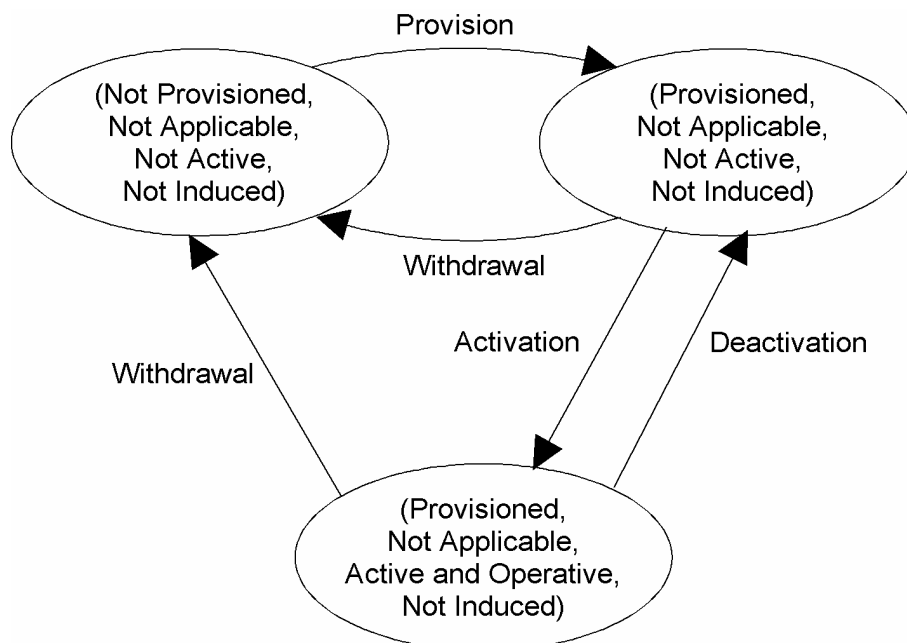 Provision
(Not Provisioned,
Not Applicable,
Not Active,
Not Induced)
(Provisioned,
Not Applicable,
Not Active,
Not Induced)
Withdrawal
Activation
Deactivation
Withdrawal
(Provisioned,
Not Applicable,
Active and Operative,
Not Induced)